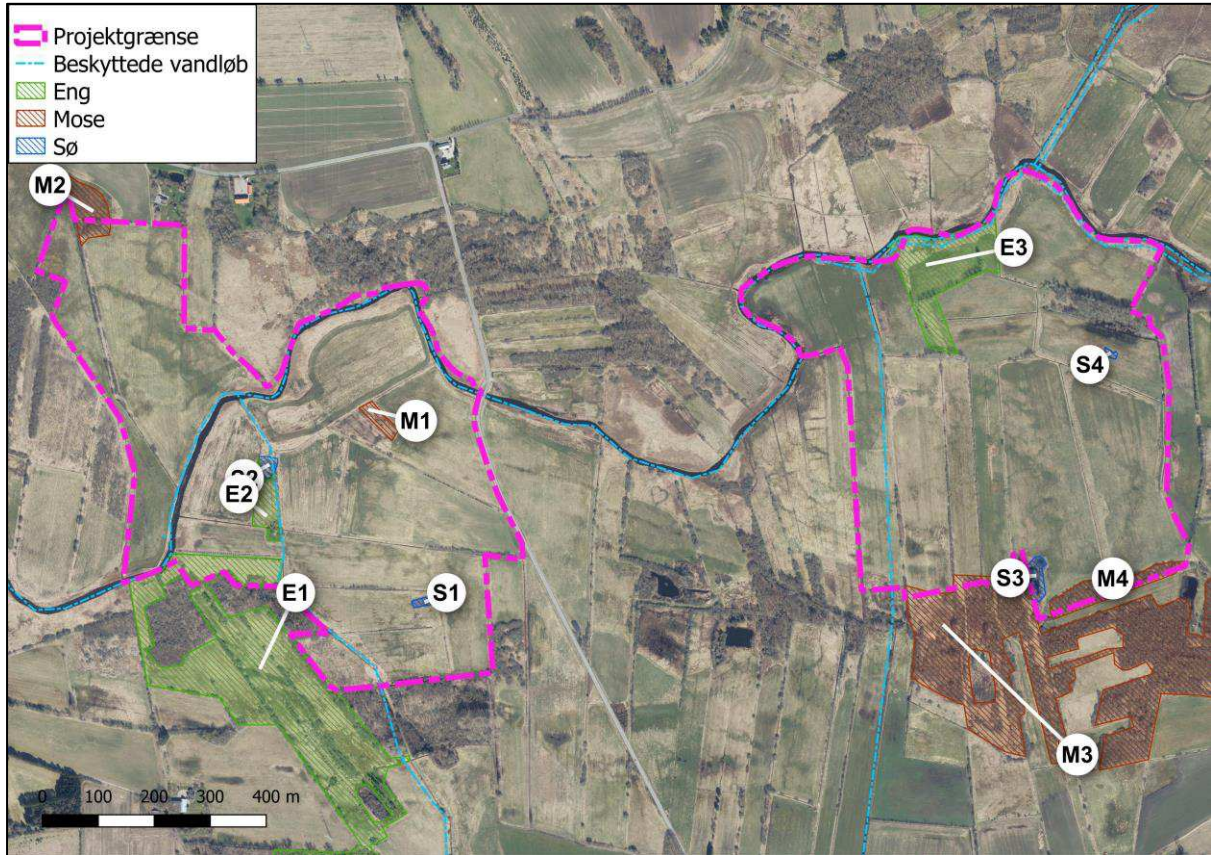 Projektgrænse
Beskyttede vandløb
Eng
Mose
Sø
M2
E3
S4
M1
S2
E2
E1
S1
S3
M4
M3
0 100 200 300 400 m